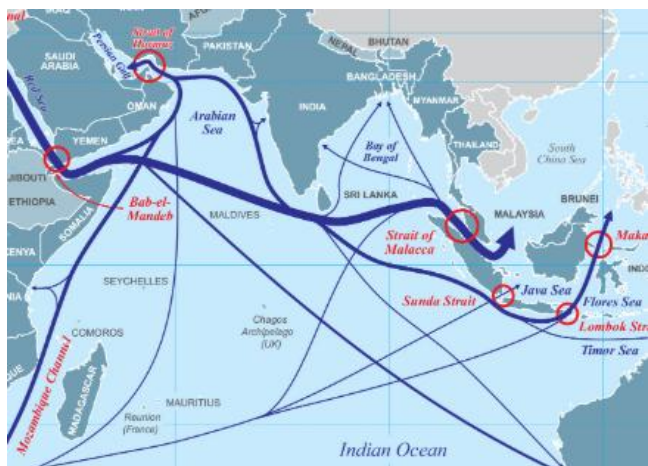 BHUTAN
NEPAL
Strait of
Hormuz
PAKISTAN
SAUDI
ARABIA
Persian Gulf
BANGLADESH
OMAN
INDIA
MYANMAR
Red Sea
Arabian
Sea
YEMEN
THAILAND
South
China Sea
Bay of
Bengal
DJIBOUTI
ETHIOPIA
SRI LANKA
BRUNEI
Bab-el-
Mandeb
SOMALIA
MALDIVES
MALAYSIA
Strait of
Malacca
Maka
KENYA
INDO
SEYCHELLES
Java Sea
Sunda Strait
Flores Sea
Chagos
Archipelago
(UK)
Lombok Str
COMOROS
Timor Sea
Mozambique Channel
MADAGASCAR
MAURITIUS
Reunion
(France)
Indian Ocean